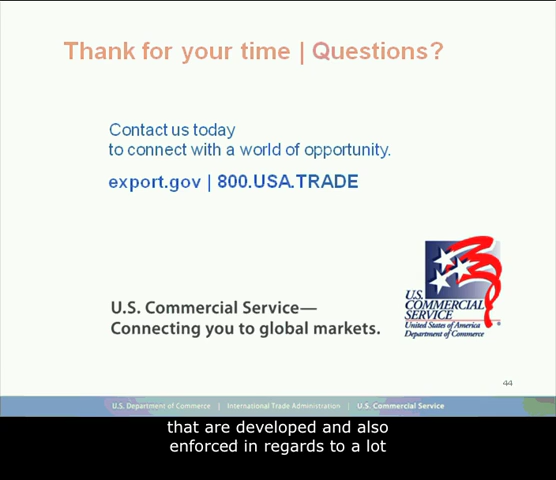 Thank for your time | Questions?
Contact us today
to connect with a world of opportunity.
export.gov | 800.USA.TRADE
U.S.
COMMERCIAL
SERVICE
United States of America
Department of Commerce
U.S. Commercial Service—
Connecting you to global markets.
44
U.S. Department of Commerce | International Trade Administration | U.S. Commercial Service
that are developed and also
enforced in regards to a lot